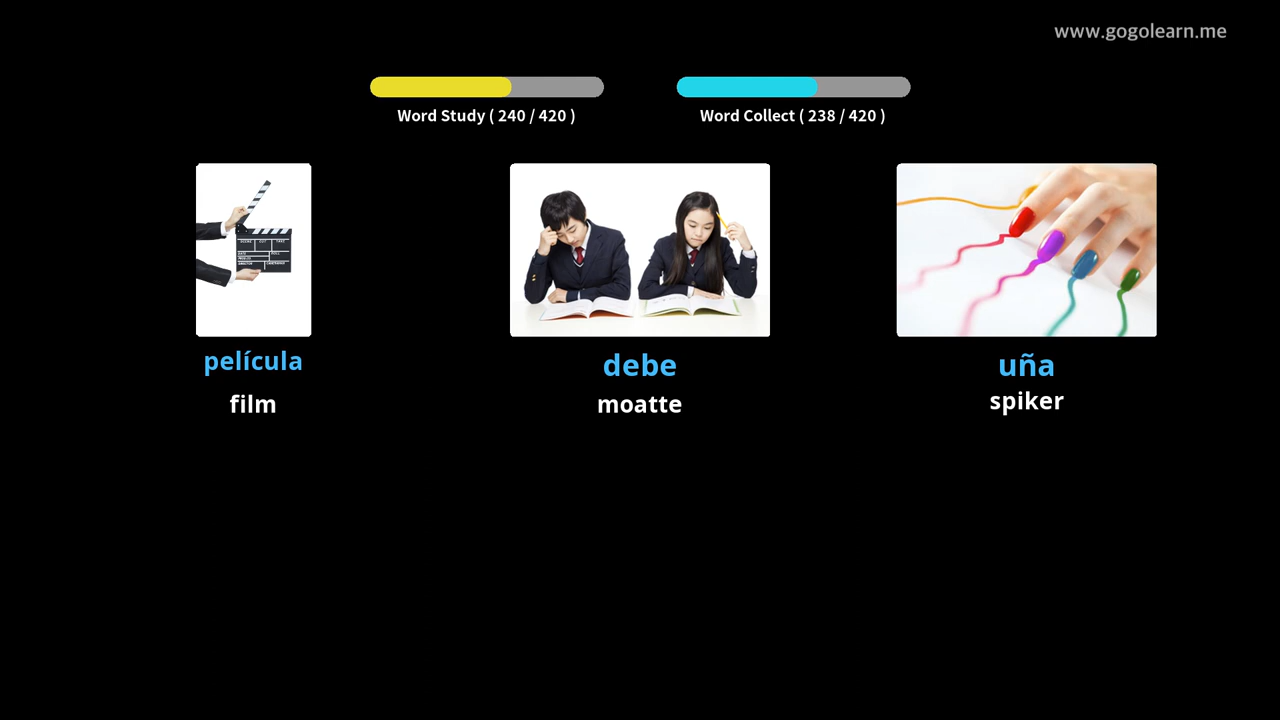 www.gogolearn.me
Word Study ( 240 / 420 )
Word Collect ( 238 / 420 )
película
debe
uña
film
moatte
spiker